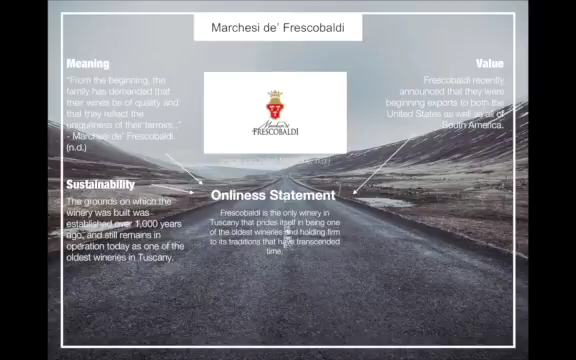 Marchesi de' Frescobaldi
Meaning
"From the beginning, the
family has demanded that
their wines be of quality and
that they reflect the
uniqueness of their terroirs..."
- Marchesi de' Frescobaldi.
(n.d.)
Sustainability
The grounds on which the
winery was built was
established over 1,000 years
ago, and still remains in
operation today as one of the
oldest wineries in Tuscany.
Marchesi de'
FRESCOBALDI
Onliness Statement
Frescobaldi is the only winery in
Tuscany that prides itself in being one
of the oldest wineries and holding firm
to its traditions that have transcended
time.
Value
Frescobaldi recently
announced that they were
beginning exports to both the
United States as well as all of
South America.